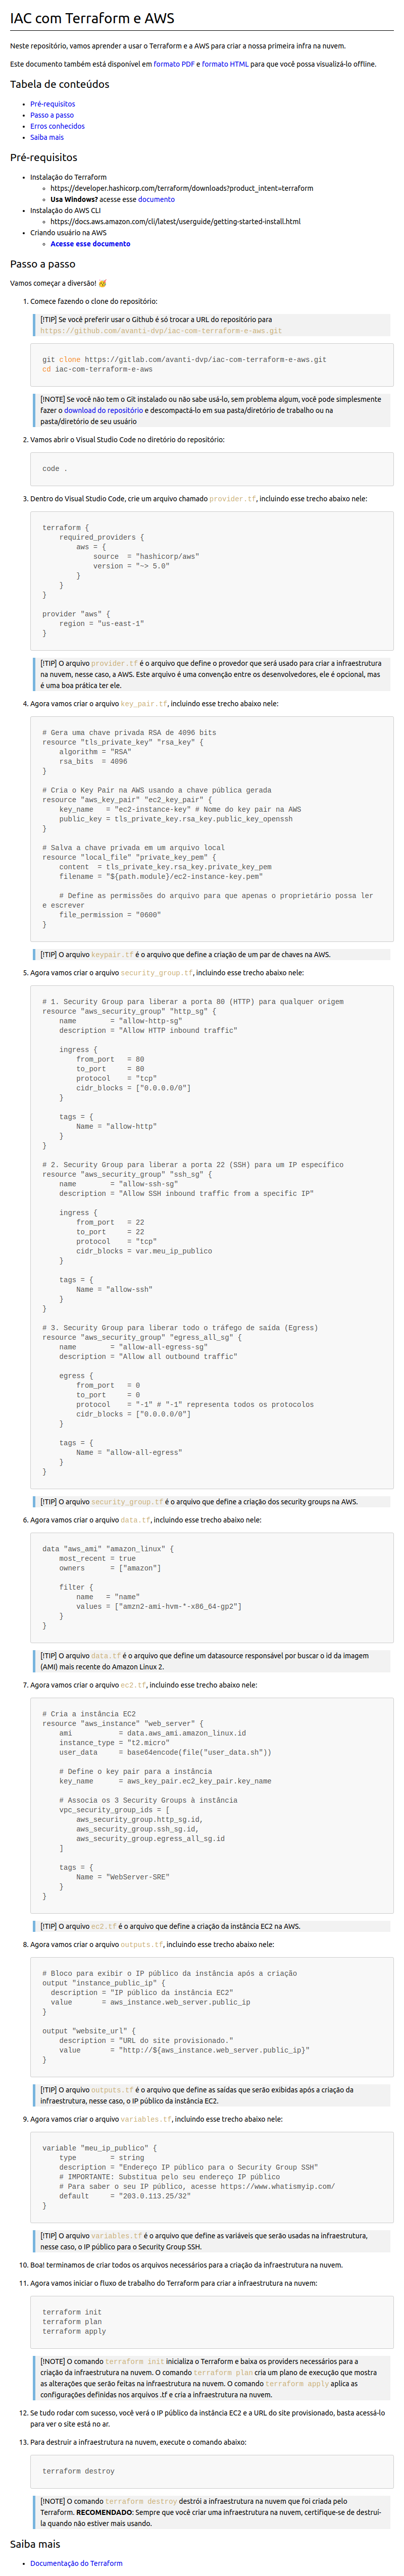 IAC com Terraform e AWS
Neste repositório, vamos aprender a usar o Terraform e a AWS para criar a nossa primeira infra na nuvem.
Este documento também está disponível em formato PDF e formato HTML para que você possa visualizá-lo offline.
Tabela de conteúdos
Pré-requisitos
Passo a passo
Erros conhecidos
Saiba mais
Pré-requisitos
Instalação do Terraform
https://developer.hashicorp.com/terraform/downloads?product_intent=terraform
Usa Windows? acesse esse documento
Instalação do AWS CLI
https://docs.aws.amazon.com/cli/latest/userguide/getting-started-install.html
Criando usuário na AWS
Acesse esse documento
Passo a passo
Vamos começar a diversão! 🥳
1. Comece fazendo o clone do repositório:
[!TIP] Se você preferir usar o Github é só trocar a URL do repositório para
https://github.com/avanti-dvp/iac-com-terraform-e-aws.git
git clone https://gitlab.com/avanti-dvp/iac-com-terraform-e-aws.git
cd iac-com-terraform-e-aws
[!NOTE] Se você não tem o Git instalado ou não sabe usá-lo, sem problema algum, você pode simplesmente
fazer o download do repositório e descompactá-lo em sua pasta/diretório de trabalho ou na
pasta/diretório de seu usuário
2. Vamos abrir o Visual Studio Code no diretório do repositório:
code .
3. Dentro do Visual Studio Code, crie um arquivo chamado provider.tf, incluindo esse trecho abaixo nele:
terraform {
    required_providers {
        aws = {
            source  = "hashicorp/aws"
            version = "~> 5.0"
        }
    }
}
provider "aws" {
    region = "us-east-1"
}
[!TIP] O arquivo provider.tf é o arquivo que define o provedor que será usado para criar a infraestrutura
na nuvem, nesse caso, a AWS. Este arquivo é uma convenção entre os desenvolvedores, ele é opcional, mas
é uma boa prática ter ele.
4. Agora vamos criar o arquivo key_pair.tf, incluindo esse trecho abaixo nele:
# Gera uma chave privada RSA de 4096 bits
resource "tls_private_key" "rsa_key" {
    algorithm = "RSA"
    rsa_bits  = 4096
}
# Cria o Key Pair na AWS usando a chave pública gerada
resource "aws_key_pair" "ec2_key_pair" {
    key_name   = "ec2-instance-key" # Nome do key pair na AWS
    public_key = tls_private_key.rsa_key.public_key_openssh
}
# Salva a chave privada em um arquivo local
resource "local_file" "private_key_pem" {
    content  = tls_private_key.rsa_key.private_key_pem
    filename = "${path.module}/ec2-instance-key.pem"
    # Define as permissões do arquivo para que apenas o proprietário possa ler
e escrever
    file_permission = "0600"
}
[!TIP] O arquivo keypair.tf é o arquivo que define a criação de um par de chaves na AWS.
5. Agora vamos criar o arquivo security_group.tf, incluindo esse trecho abaixo nele:
# 1. Security Group para liberar a porta 80 (HTTP) para qualquer origem
resource "aws_security_group" "http_sg" {
    name        = "allow-http-sg"
    description = "Allow HTTP inbound traffic"
    ingress {
        from_port   = 80
        to_port     = 80
        protocol    = "tcp"
        cidr_blocks = ["0.0.0.0/0"]
    }
    tags = {
        Name = "allow-http"
    }
}
# 2. Security Group para liberar a porta 22 (SSH) para um IP específico
resource "aws_security_group" "ssh_sg" {
    name        = "allow-ssh-sg"
    description = "Allow SSH inbound traffic from a specific IP"
    ingress {
        from_port   = 22
        to_port     = 22
        protocol    = "tcp"
        cidr_blocks = var.meu_ip_publico
    }
    tags = {
        Name = "allow-ssh"
    }
}
# 3. Security Group para liberar todo o tráfego de saída (Egress)
resource "aws_security_group" "egress_all_sg" {
    name        = "allow-all-egress-sg"
    description = "Allow all outbound traffic"
    egress {
        from_port   = 0
        to_port     = 0
        protocol    = "-1" # "-1" representa todos os protocolos
        cidr_blocks = ["0.0.0.0/0"]
    }
    tags = {
        Name = "allow-all-egress"
    }
}
[!TIP] O arquivo security_group.tf é o arquivo que define a criação dos security groups na AWS.
6. Agora vamos criar o arquivo data.tf, incluindo esse trecho abaixo nele:
data "aws_ami" "amazon_linux" {
    most_recent = true
    owners      = ["amazon"]
    filter {
        name   = "name"
        values = ["amzn2-ami-hvm-*-x86_64-gp2"]
    }
}
[!TIP] O arquivo data.tf é o arquivo que define um datasource responsável por buscar o id da imagem
(AMI) mais recente do Amazon Linux 2.
7. Agora vamos criar o arquivo ec2.tf, incluindo esse trecho abaixo nele:
# Cria a instância EC2
resource "aws_instance" "web_server" {
    ami           = data.aws_ami.amazon_linux.id
    instance_type = "t2.micro"
    user_data     = base64encode(file("user_data.sh"))
    # Define o key pair para a instância
    key_name      = aws_key_pair.ec2_key_pair.key_name
    # Associa os 3 Security Groups à instância
    vpc_security_group_ids = [
        aws_security_group.http_sg.id,
        aws_security_group.ssh_sg.id,
        aws_security_group.egress_all_sg.id
    ]
    tags = {
        Name = "WebServer-SRE"
    }
}
[!TIP] O arquivo ec2.tf é o arquivo que define a criação da instância EC2 na AWS.
8. Agora vamos criar o arquivo outputs.tf, incluindo esse trecho abaixo nele:
# Bloco para exibir o IP público da instância após a criação
output "instance_public_ip" {
  description = "IP público da instância EC2"
  value       = aws_instance.web_server.public_ip
}
output "website_url" {
    description = "URL do site provisionado."
    value       = "http://${aws_instance.web_server.public_ip}"
}
[!TIP] O arquivo outputs.tf é o arquivo que define as saídas que serão exibidas após a criação da
infraestrutura, nesse caso, o IP público da instância EC2.
9. Agora vamos criar o arquivo variables.tf, incluindo esse trecho abaixo nele:
variable "meu_ip_publico" {
    type        = string
    description = "Endereço IP público para o Security Group SSH"
    # IMPORTANTE: Substitua pelo seu endereço IP público
    # Para saber o seu IP público, acesse https://www.whatismyip.com/
    default     = "203.0.113.25/32"
}
[!TIP] O arquivo variables.tf é o arquivo que define as variáveis que serão usadas na infraestrutura,
nesse caso, o IP público para o Security Group SSH.
10. Boa! terminamos de criar todos os arquivos necessários para a criação da infraestrutura na nuvem.
11. Agora vamos iniciar o fluxo de trabalho do Terraform para criar a infraestrutura na nuvem:
terraform init
terraform plan
terraform apply
[!NOTE] O comando terraform init inicializa o Terraform e baixa os providers necessários para a
criação da infraestrutura na nuvem. O comando terraform plan cria um plano de execução que mostra
as alterações que serão feitas na infraestrutura na nuvem. O comando terraform apply aplica as
configurações definidas nos arquivos .tf e cria a infraestrutura na nuvem.
12. Se tudo rodar com sucesso, você verá o IP público da instância EC2 e a URL do site provisionado, basta acessá-lo
para ver o site está no ar.
13. Para destruir a infraestrutura na nuvem, execute o comando abaixo:
terraform destroy
[!NOTE] O comando terraform destroy destrói a infraestrutura na nuvem que foi criada pelo
Terraform. RECOMENDADO: Sempre que você criar uma infraestrutura na nuvem, certifique-se de destruí-
la quando não estiver mais usando.
Saiba mais
Documentação do Terraform